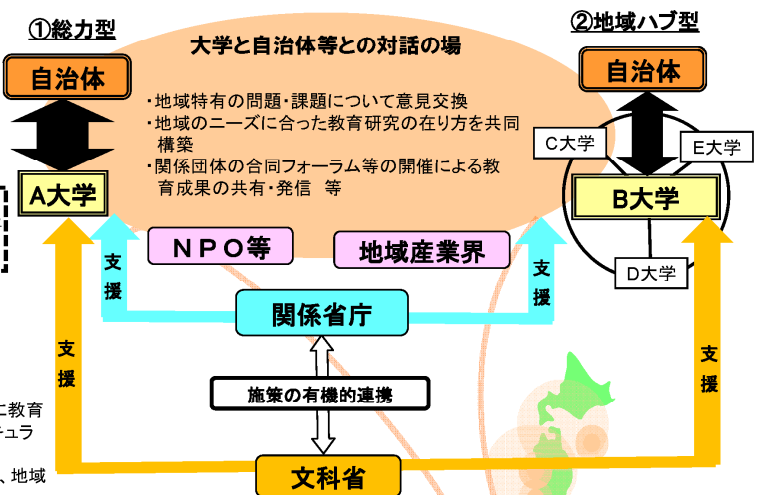 ①総力型
②地域ハブ型
大学と自治体等との対話の場
自治体
自治体
・地域特有の問題・課題について意見交換
・地域のニーズに合った教育研究の在り方を共同
構築
・関係団体の合同フォーラム等の開催による教
育成果の共有・発信 等
C大学
E大学
A大学
B大学
D大学
NPO等
地域産業界
支援
支援
関係省庁
支援
支援
施策の有機的連携
に教育
チュラ
、地域
文科省